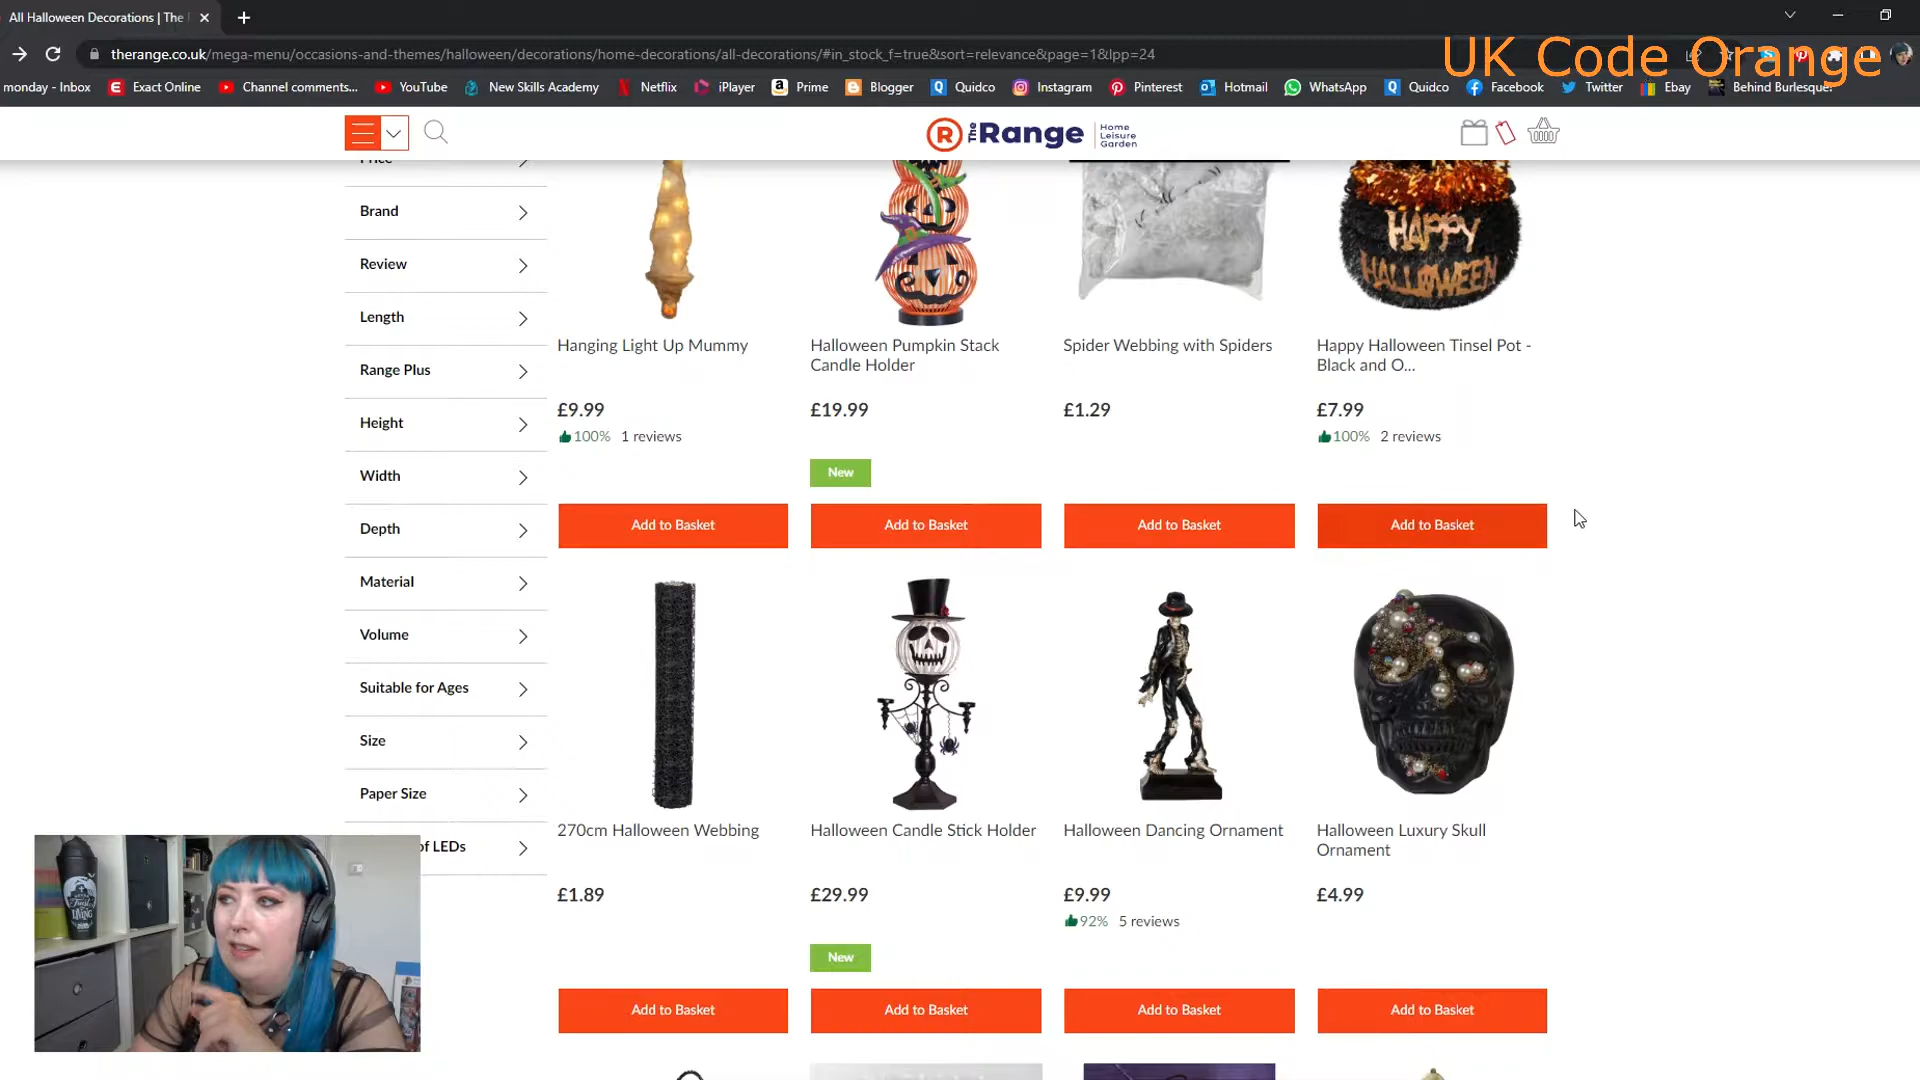 All Halloween Decorations | The
therange.co.uk/mega-menu/occasions-and-themes/halloween/decorations/home-decorations/all-decorations/#in_stock_f=true&sort=relevance&page=1&lpp=24
UK Code Orange
monday - Inbox
Exact Online
Channel comments...
YouTube
New Skills Academy
Netflix
iPlayer
Prime
Blogger
Quidco
Instagram
Pinterest
Hotmail
WhatsApp
Quidco
Facebook
Twitter
Ebay
Behind Burlesque:
R The Range
Home
Leisure
Garden
Price
Brand
Review
Length
Range Plus
Height
Width
Depth
Material
Volume
Suitable for Ages
Size
Paper Size
of LEDs
HAPPY
HALLOWEEN
Hanging Light Up Mummy
£9.99
100% 1 reviews
Add to Basket
Halloween Pumpkin Stack
Candle Holder
£19.99
New
Add to Basket
Spider Webbing with Spiders
£1.29
Add to Basket
Happy Halloween Tinsel Pot -
Black and O...
£7.99
100% 2 reviews
Add to Basket
270cm Halloween Webbing
£1.89
Add to Basket
Halloween Candle Stick Holder
£29.99
New
Add to Basket
Halloween Dancing Ornament
£9.99
92% 5 reviews
Add to Basket
Halloween Luxury Skull
Ornament
£4.99
Add to Basket